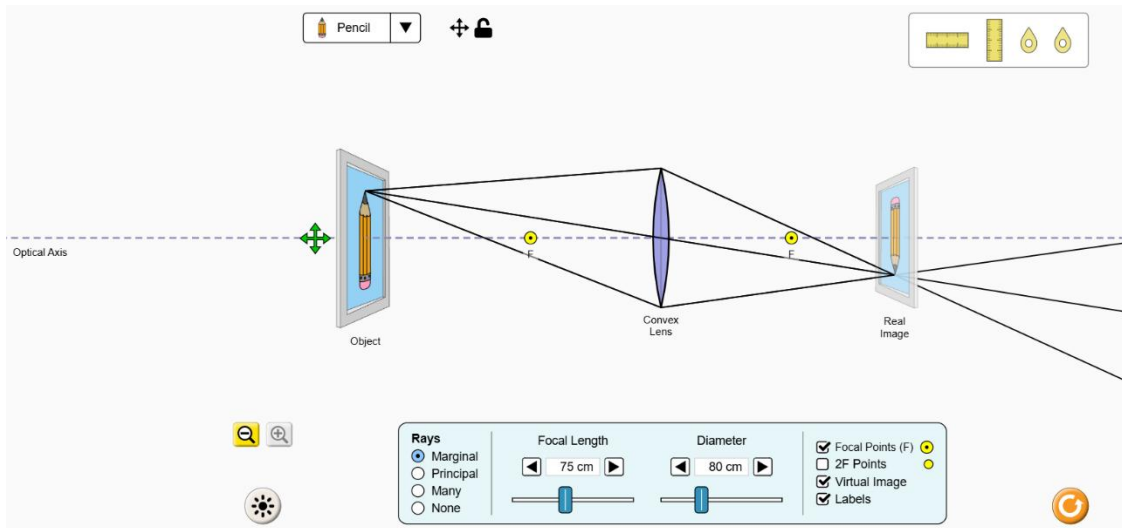 Pencil
Optical Axis
F
F
Object
Convex
Lens
Real
Image
Rays
Marginal
Principal
Many
None
Focal Length
75 cm
Diameter
80 cm
Focal Points (F)
2F Points
Virtual Image
Labels